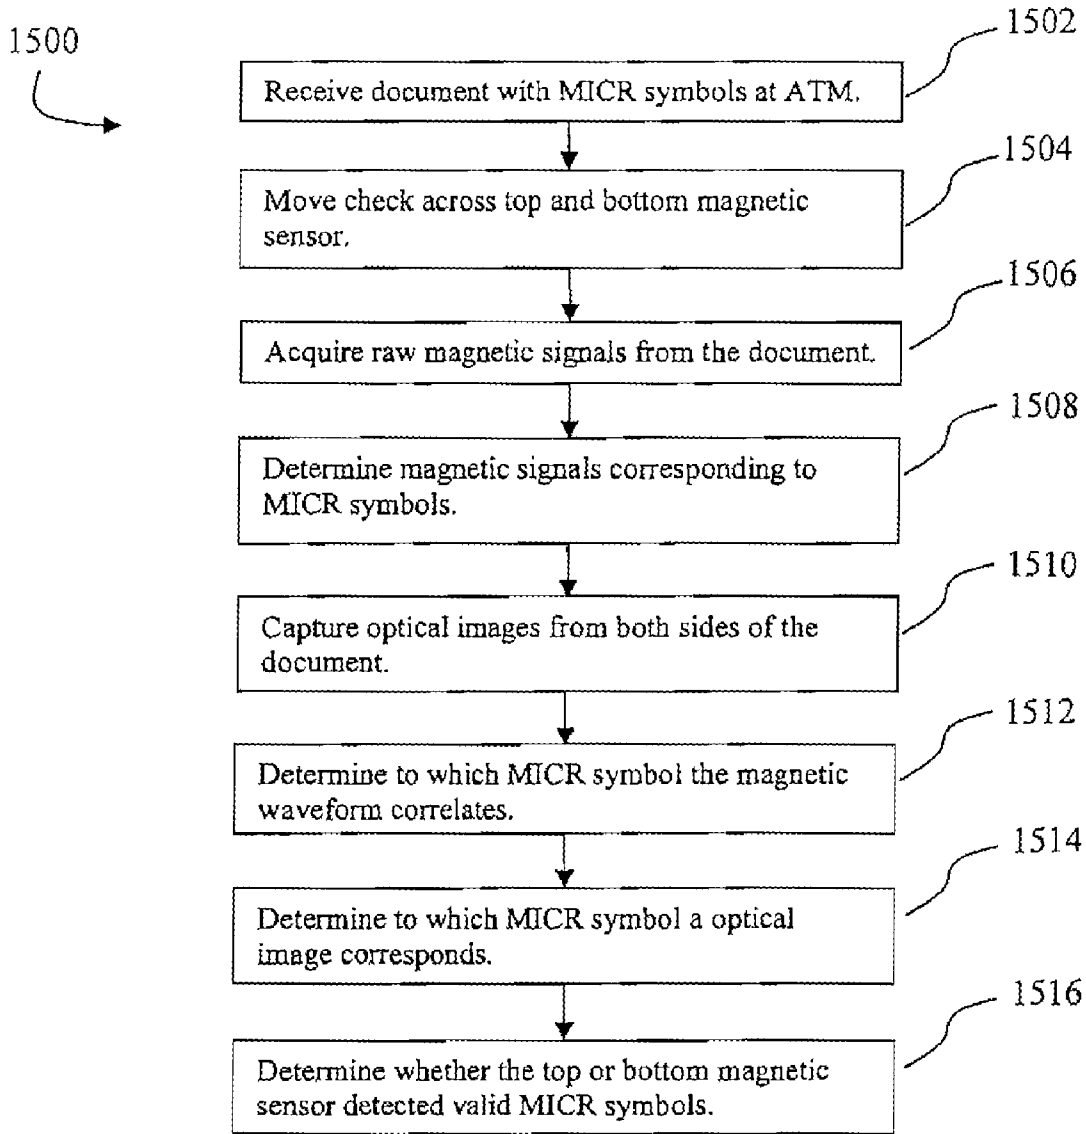 1500
1502
Receive document with MICR symbols at ATM.
1504
Move check across top and bottom magnetic
sensor.
1506
Acquire raw magnetic signals from the document.
1508
Determine magnetic signals corresponding to
MICR symbols.
1510
Capture optical images from both sides of the
document.
1512
Determine to which MICR symbol the magnetic
waveform correlates.
1514
Determine to which MICR symbol a optical
image corresponds.
1516
Determine whether the top or bottom magnetic
sensor detected valid MICR symbols.